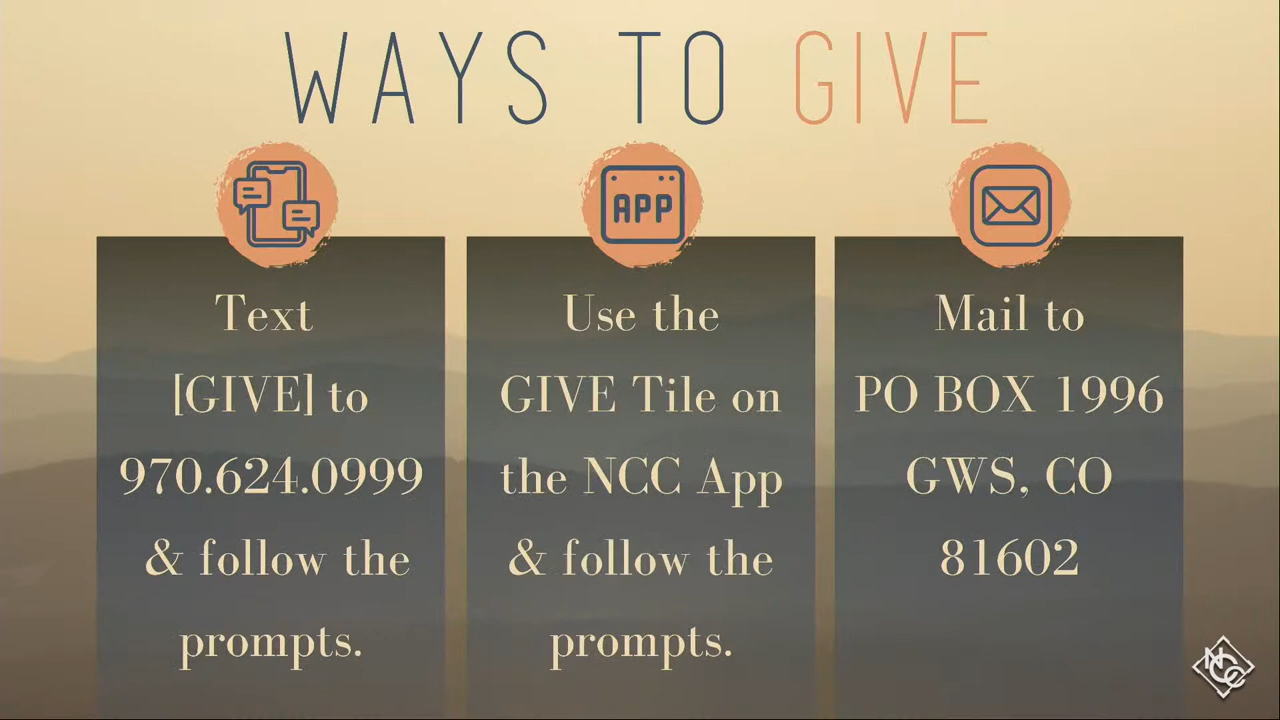 WAYS TO GIVE
APP
Text
[GIVE] to
970.624.0999
& follow the
prompts.
Use the
GIVE Tile on
the NCC App
& follow the
prompts.
Mail to
PO BOX 1996
GWS, CO
81602
NCC